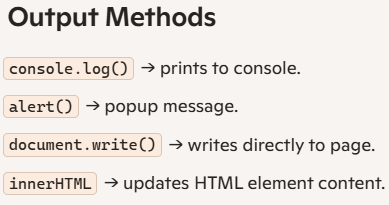 Output Methods
console.log() → prints to console.
alert() → popup message.
document.write() → writes directly to page.
innerHTML → updates HTML element content.